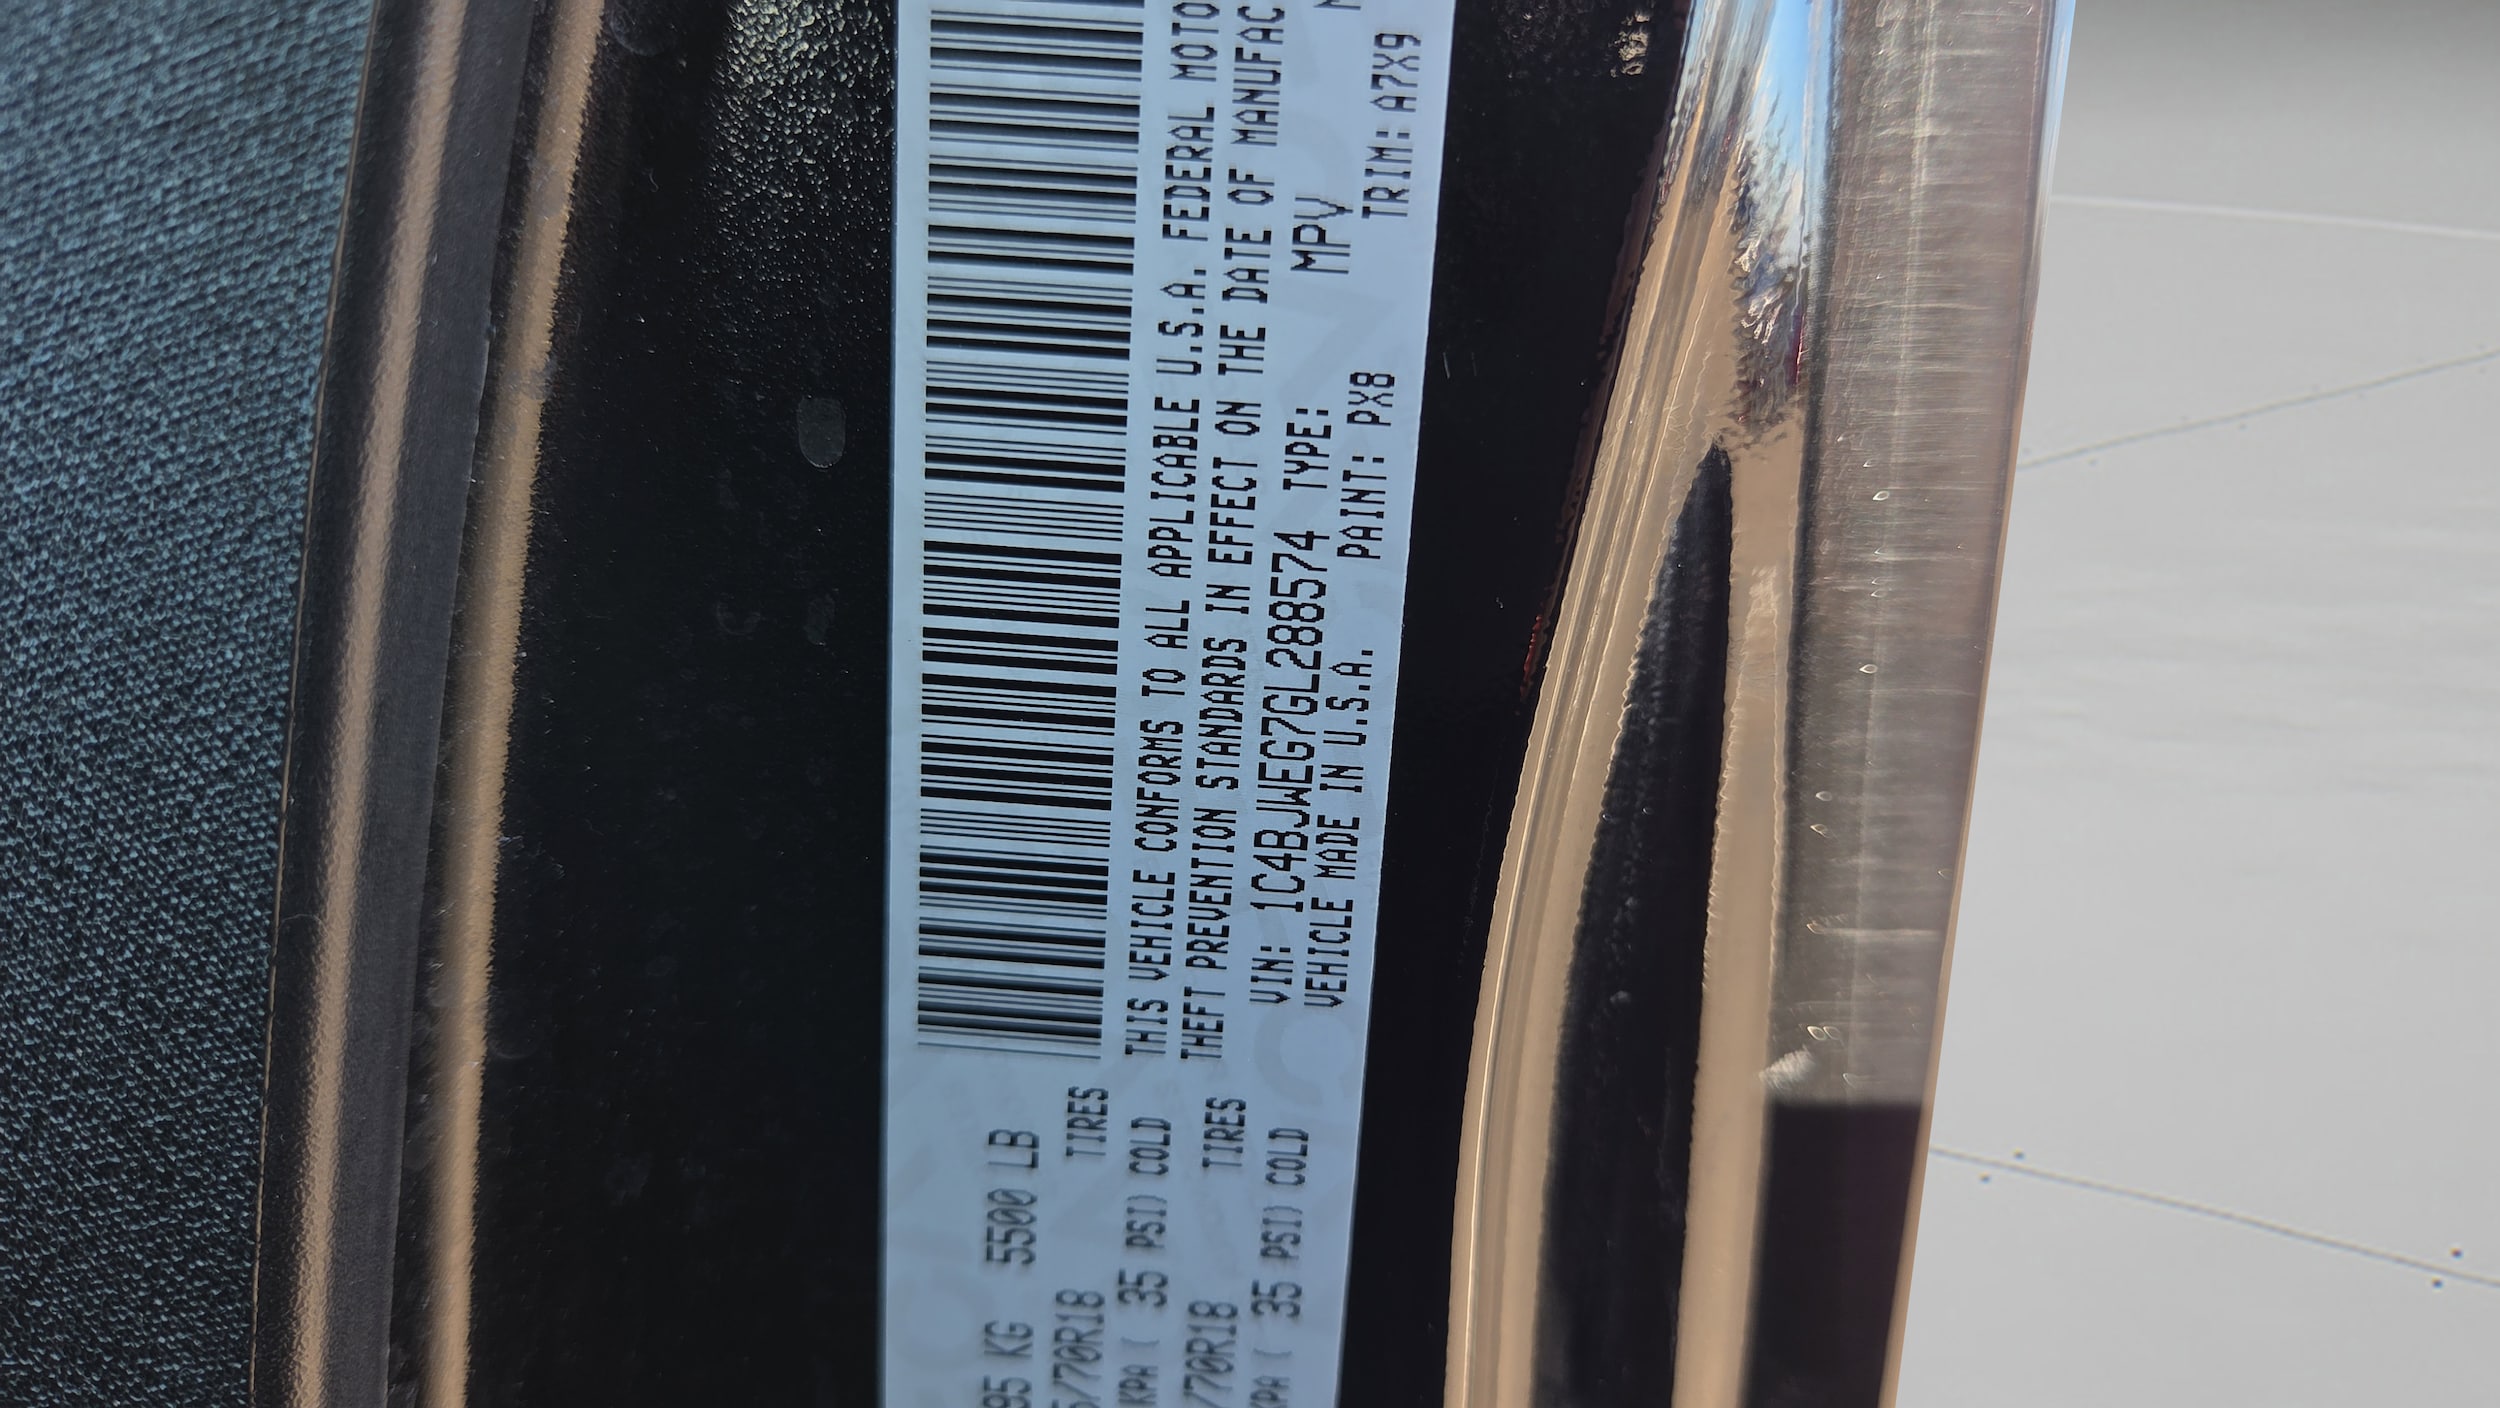 95 KG 5500 LB
TIRES
/70R18
KPA ( 35 PSI) COLD
TIRES
/70R18
KPA ( 35 PSI) COLD
THIS VEHICLE CONFORMS TO ALL APPLICABLE U.S.A. FEDERAL MOTO
THEFT PREVENTION STANDARDS IN EFFECT ON THE DATE OF MANUFAC
VIN: 1C4BJWEG7GL288574 TYPE: MPV
VEHICLE MADE IN U.S.A. PAINT: PX8 TRIM: A7X9